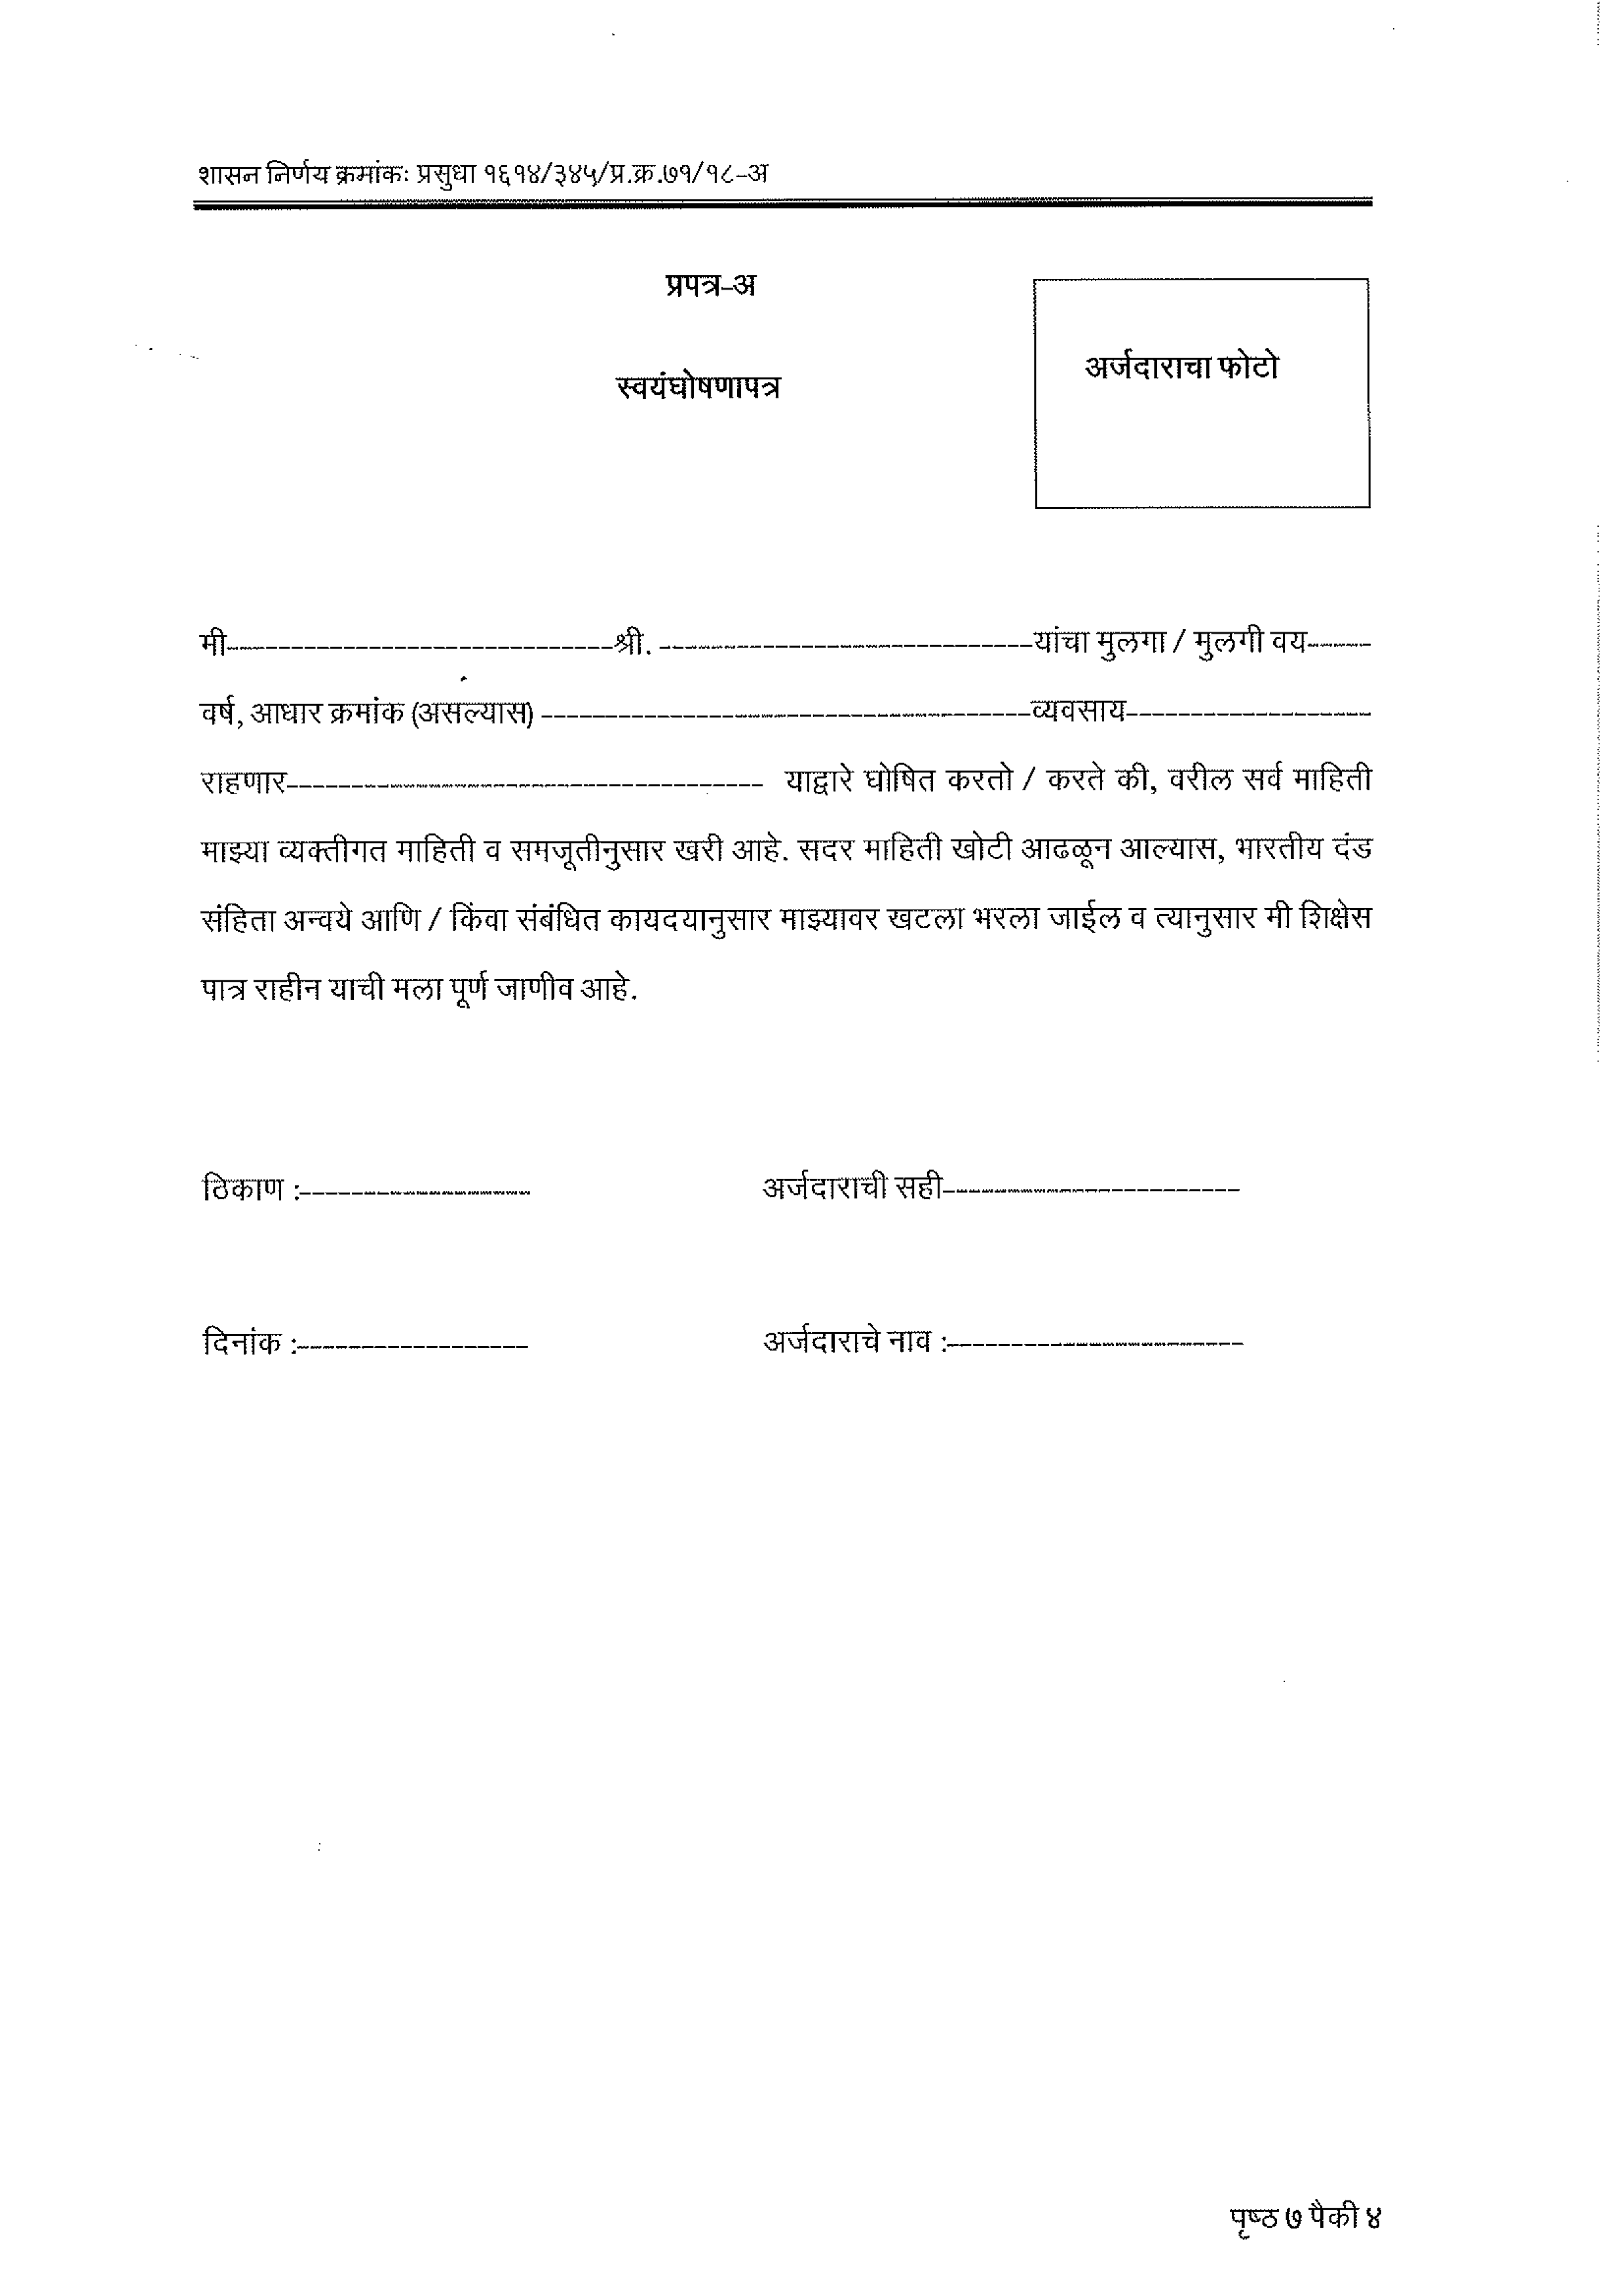 शासन निर्णय क्रमांकः प्रसुधा १६१४/३४५/प्र.क्र.७१/१८-अ
प्रपत्र-अ
अर्जदाराचा फोटो
स्वयंघोषणापत्र
मी------------------------------श्री. -----------------------------यांचा मुलगा / मुलगी वय-----
वर्ष, आधार क्रमांक (असल्यास) --------------------------------------व्यवसाय-------------------
राहणार------------------------------------- याद्वारे घोषित करतो / करते की, वरील सर्व माहिती
माझ्या व्यक्तीगत माहिती व समजूतीनुसार खरी आहे. सदर माहिती खोटी आढळून आल्यास, भारतीय दंड
संहिता अन्वये आणि / किंवा संबंधित कायदयानुसार माझ्यावर खटला भरला जाईल व त्यानुसार मी शिक्षेस
पात्र राहीन याची मला पूर्ण जाणीव आहे.
ठिकाण :------------------ अर्जदाराची सही-----------------------
दिनांक :------------------ अर्जदाराचे नाव :-----------------------
पृष्ठ ७ पैकी ४